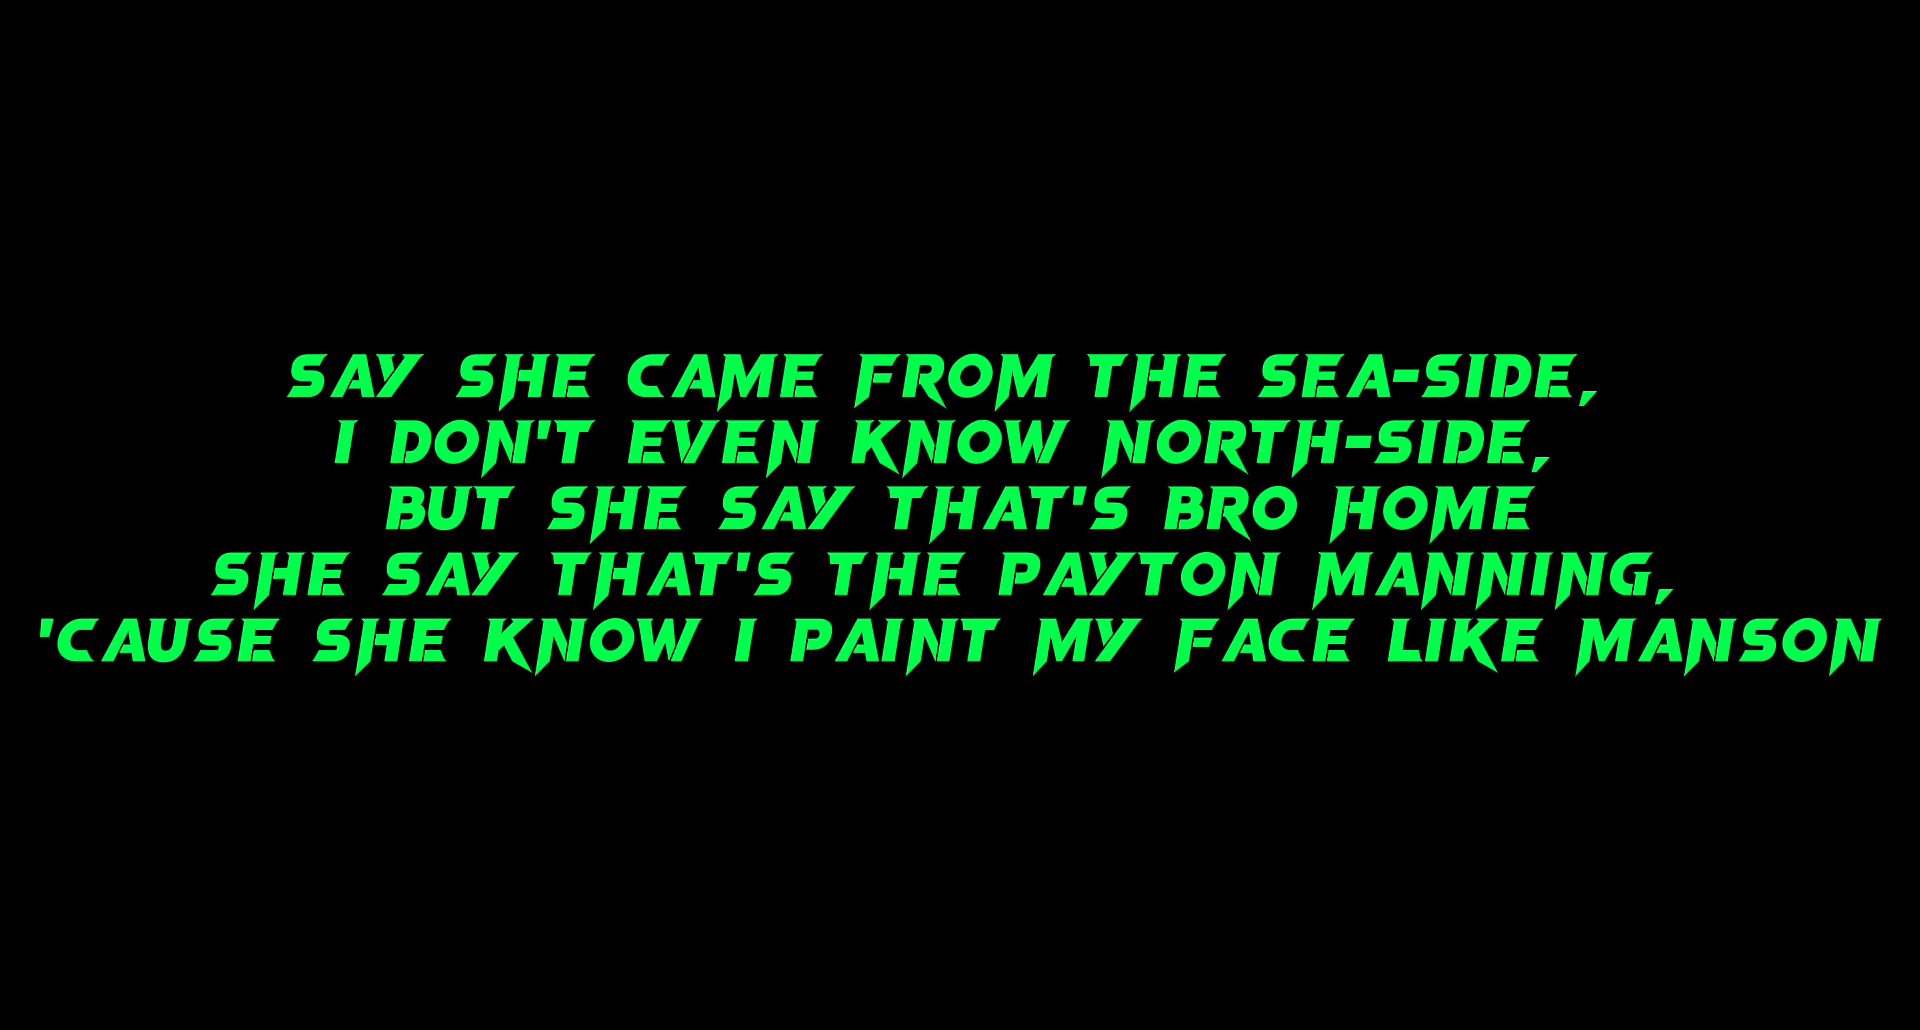 SAY SHE CAME FROM THE SEA-SIDE,
I DON'T EVEN KNOW NORTH-SIDE,
BUT SHE SAY THAT'S BRO HOME
SHE SAY THAT'S THE PAYTON MANNING,
'CAUSE SHE KNOW I PAINT MY FACE LIKE MANSON